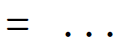 = ...